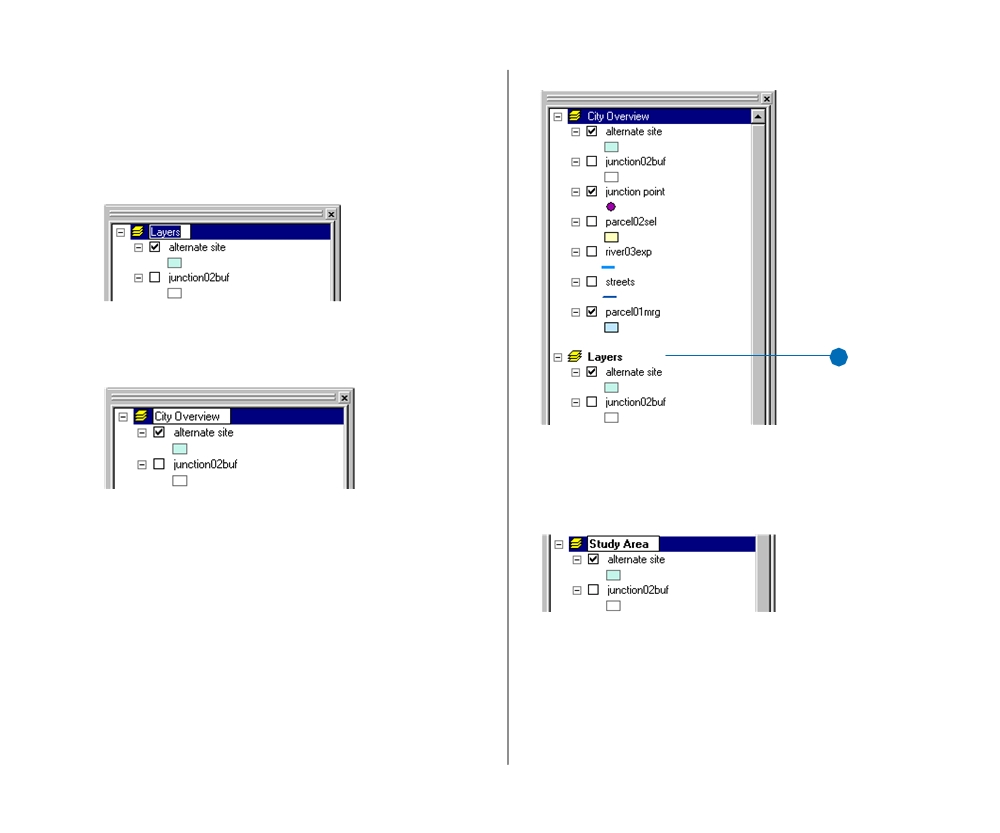 Layers
alternate site
junction02buf
City Overview
alternate site
junction02buf
City Overview
alternate site
junction02buf
junction point
parcel02sel
river03exp
streets
parcel01mrg
Layers
alternate site
junction02buf
Study Area
alternate site
junction02buf